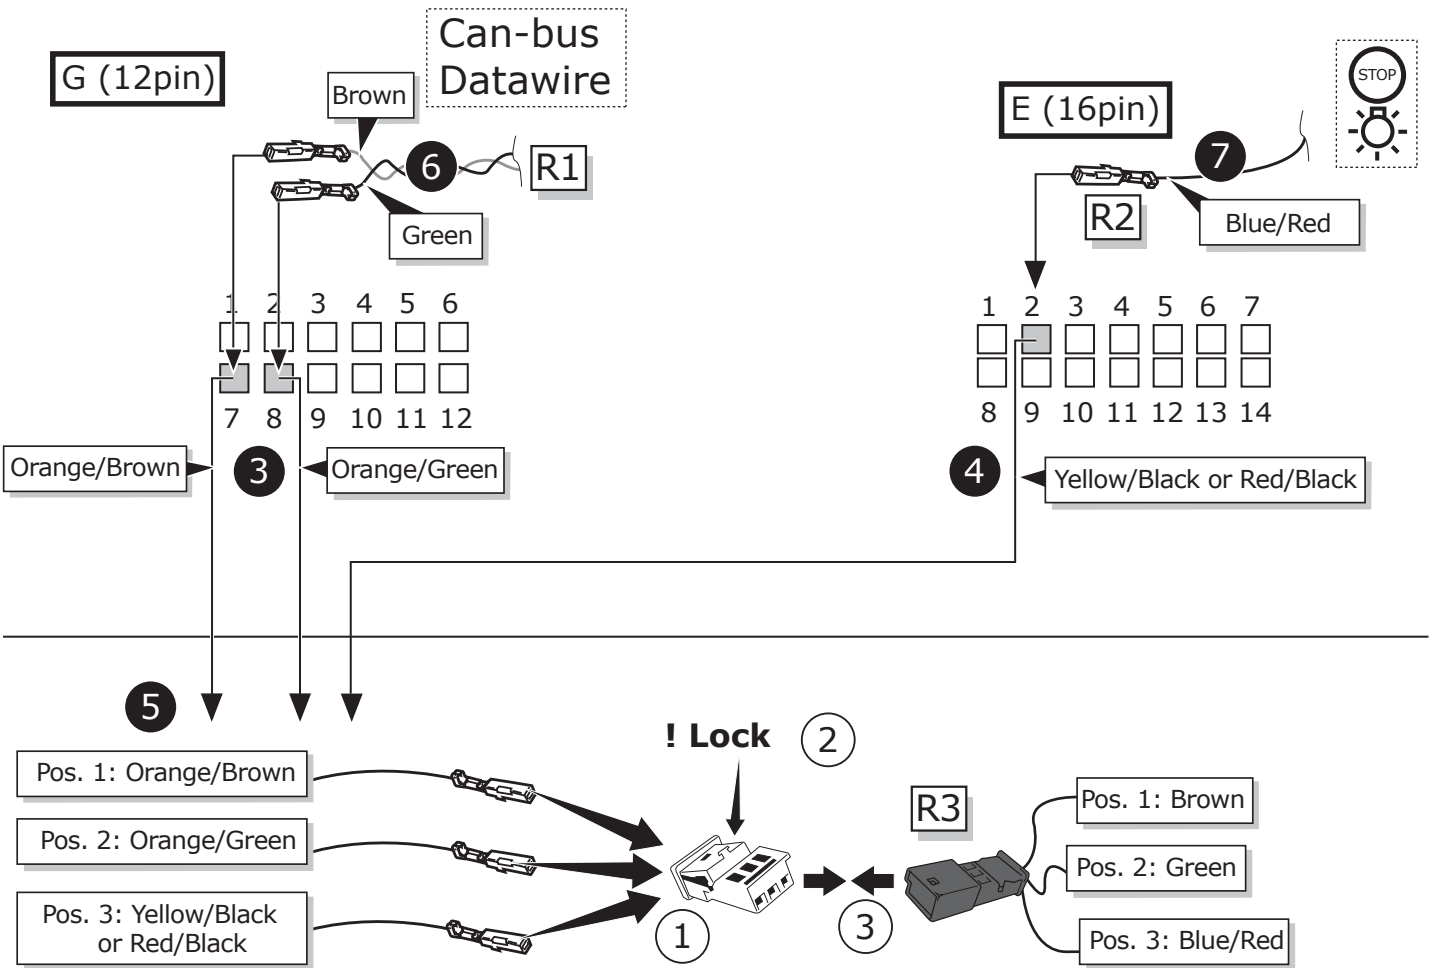 Can-bus
Datawire
G (12pin)
Brown
6
R1
Green
1 2 3 4 5 6
7 8 9 10 11 12
Orange/Brown
3
Orange/Green
STOP
E (16pin)
7
R2
Blue/Red
1 2 3 4 5 6 7
8 9 10 11 12 13 14
4
Yellow/Black or Red/Black
5
Pos. 1: Orange/Brown
Pos. 2: Orange/Green
Pos. 3: Yellow/Black
or Red/Black
! Lock
2
1
3
R3
Pos. 1: Brown
Pos. 2: Green
Pos. 3: Blue/Red